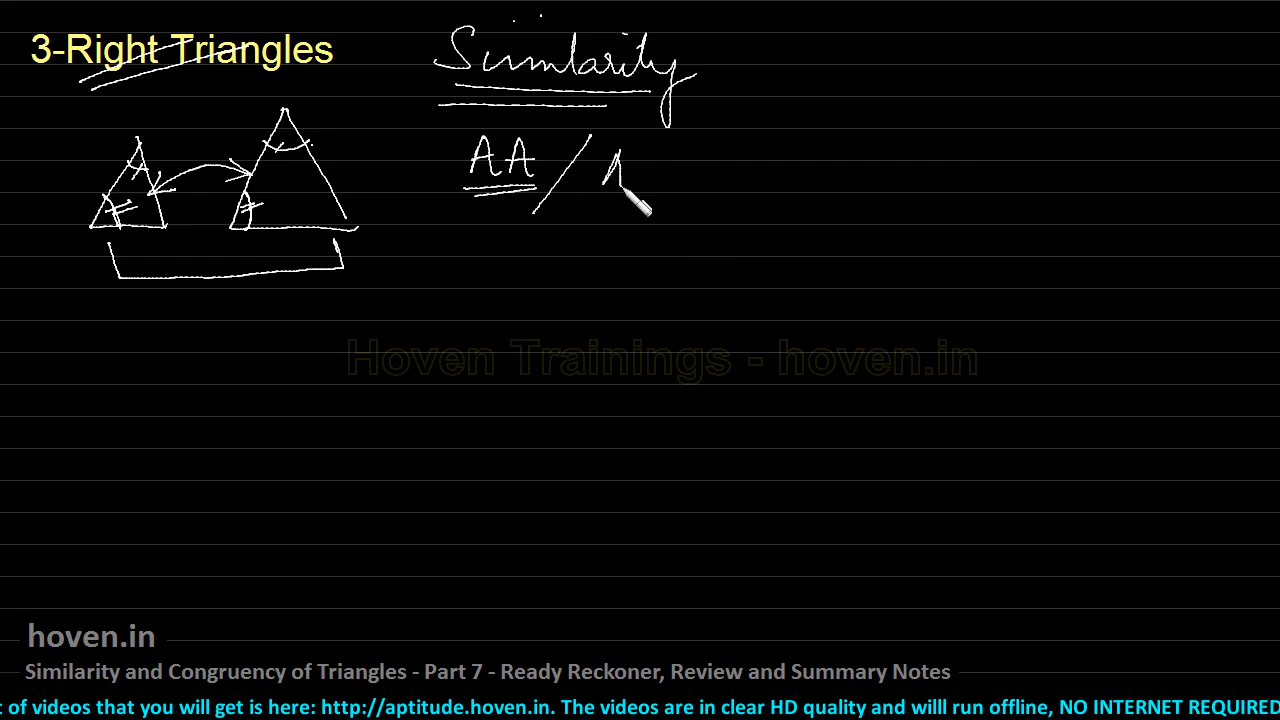 3-Right Triangles
Similarity
AA / A
Hoven Trainings - hoven.in
hoven.in
Similarity and Congruency of Triangles - Part 7 - Ready Reckoner, Review and Summary Notes
t of videos that you will get is here: http://aptitude.hoven.in. The videos are in clear HD quality and willl run offline, NO INTERNET REQUIRED